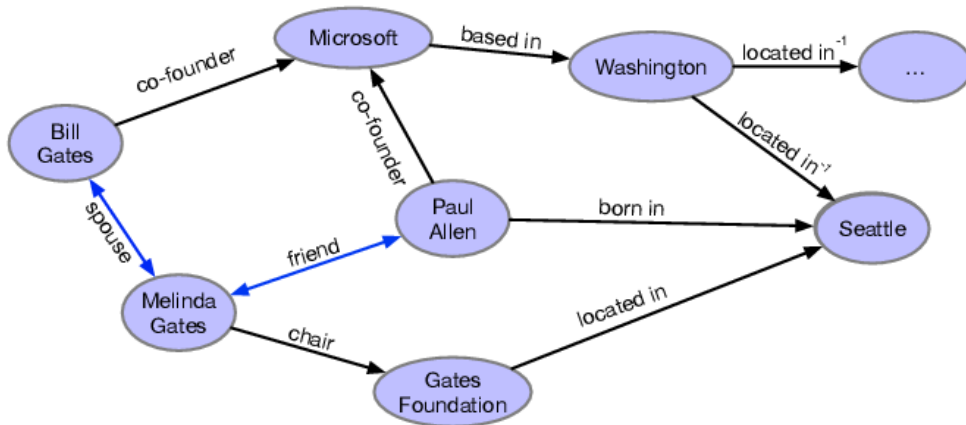 Microsoft
based in
Washington
located in⁻¹
...
co-founder
Bill
Gates
co-founder
located in⁻¹
spouse
friend
Paul
Allen
born in
Seattle
Melinda
Gates
chair
located in
Gates
Foundation